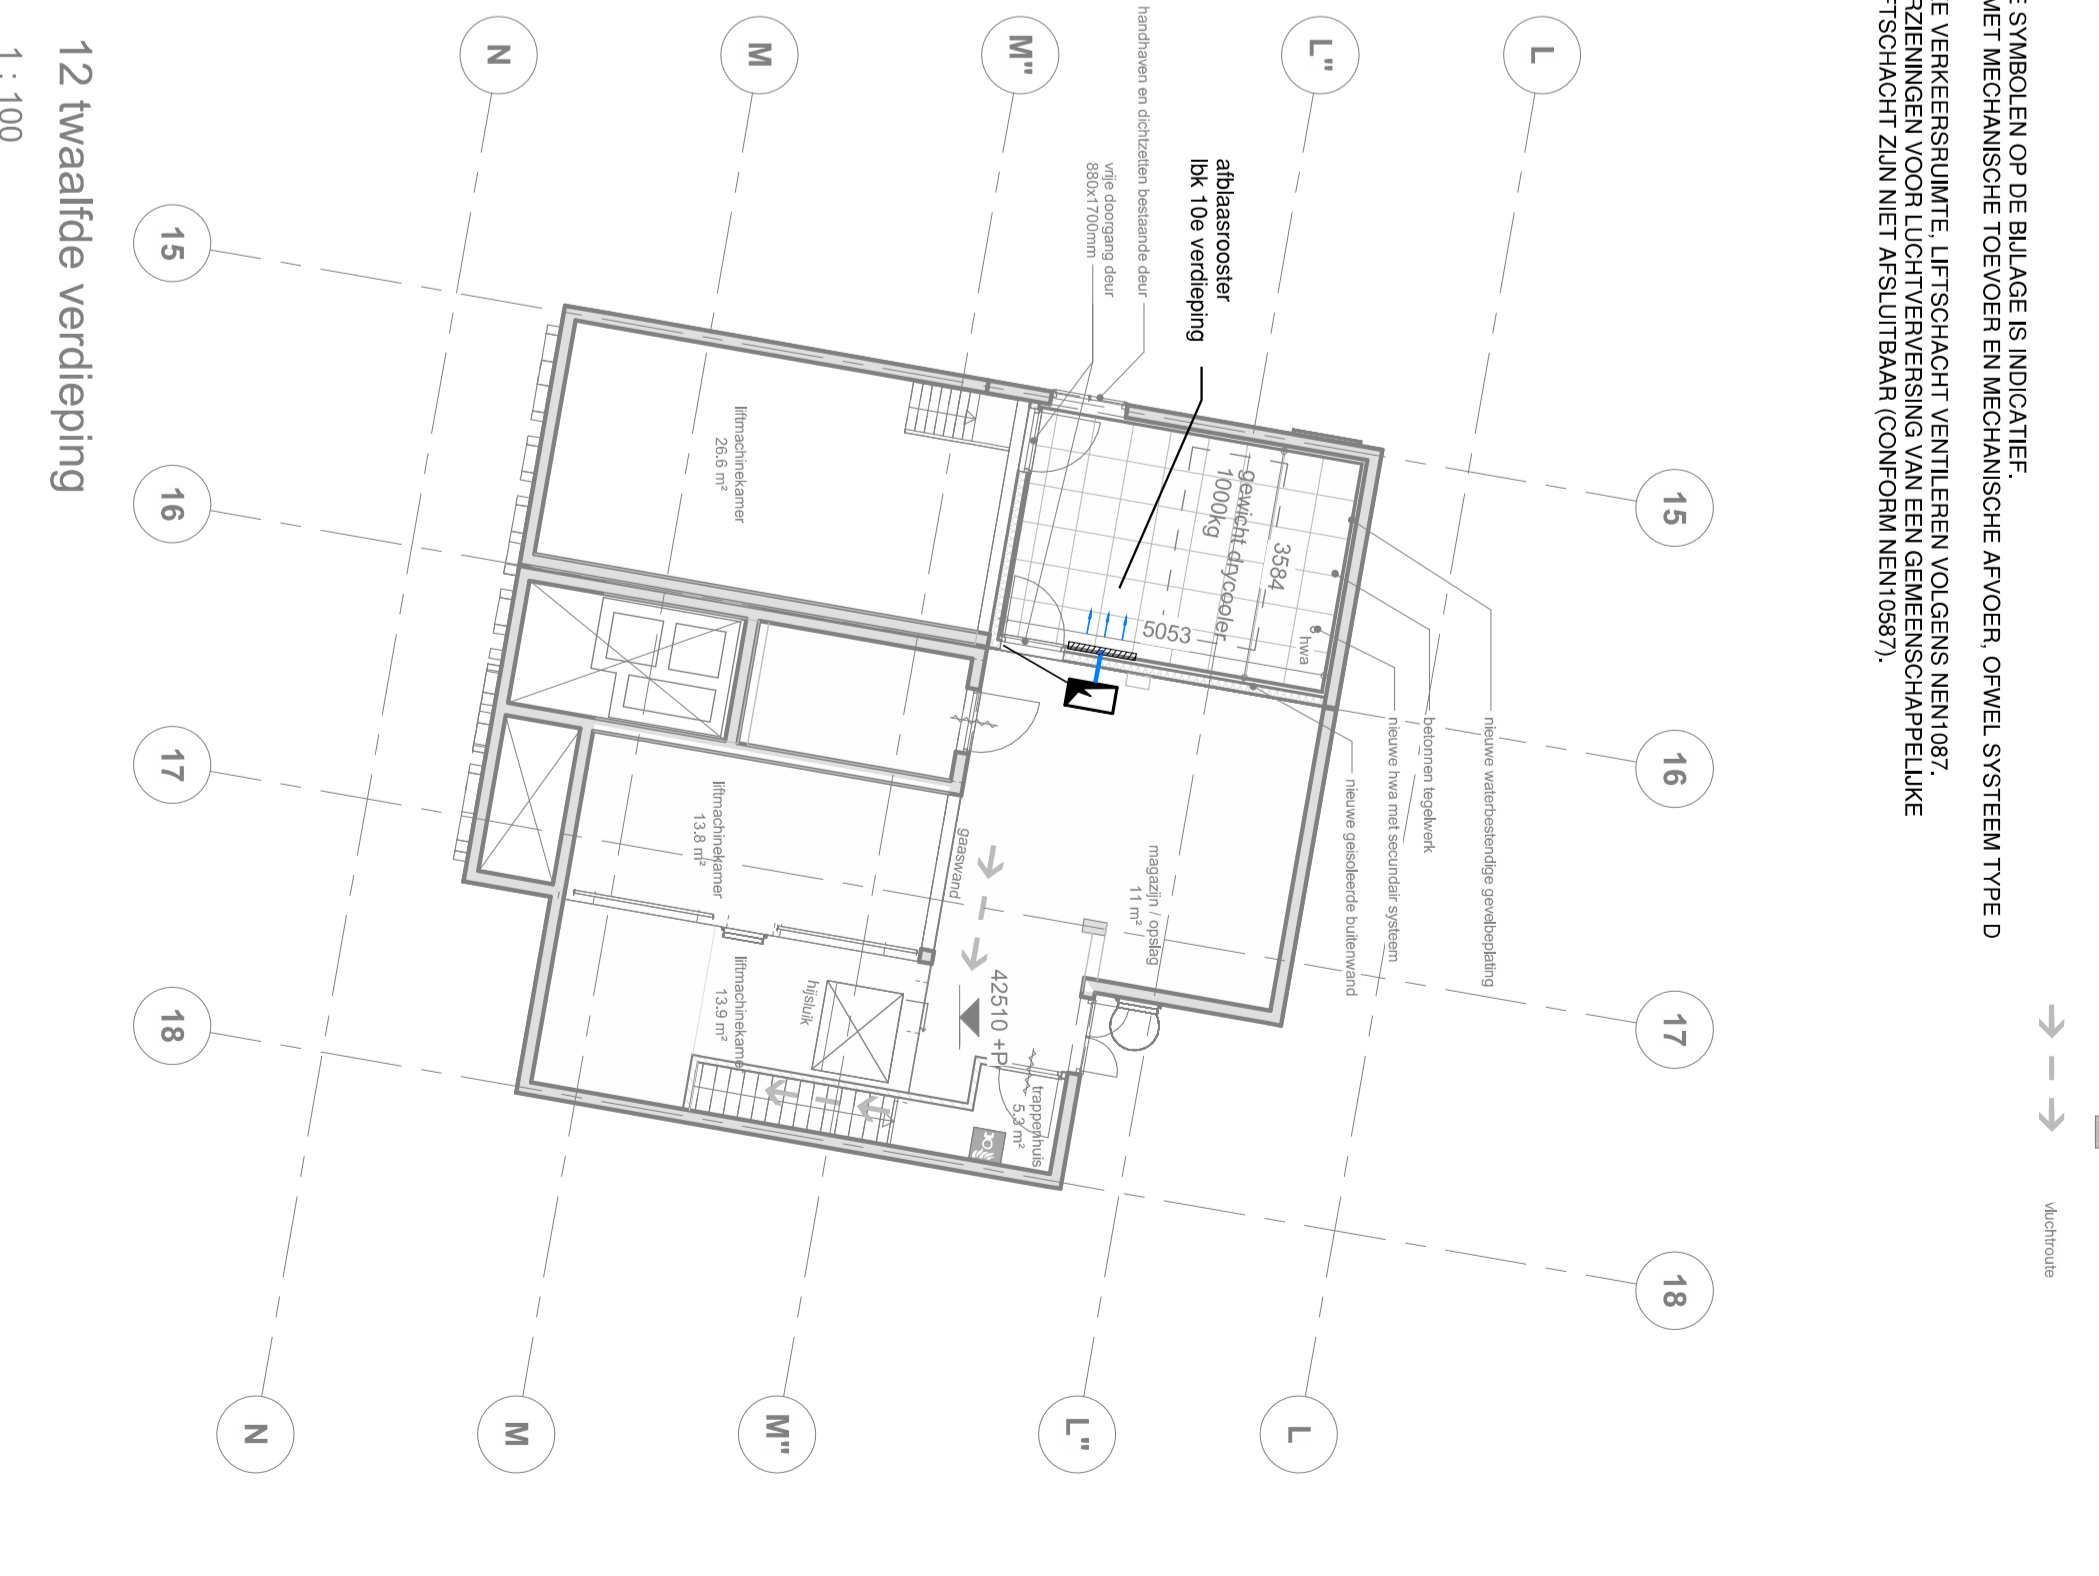 SYMBOLEN OP DE BIJLAGE IS INDICATIEF.
MET MECHANISCHE TOEVOER EN MECHANISCHE AFVOER, OFWEL SYSTEEM TYPE D
VERKEERSRUIMTE, LIFTSCHACHT VENTILEREN VOLGENS NEN1087.
RZIENINGEN VOOR LUCHTVERVERSING VAN EEN GEMEENSCHAPPELIJKE
FTSCHACHT ZIJN NIET AFSLUITBAAR (CONFORM NEN10587).
vluchtroute
L
L"
M"
M
N
15
16
17
18
15
16
17
18
L
L"
M"
M
N
afblaasrooster
lbk 10e verdieping
handhaven en dichtzetten bestaande deur
vrije doorgang deur
880x1700mm
nieuwe waterbestendige gevelbeplating
betonnen tegelwerk
nieuwe hwa met secundair systeem
nieuwe geisoleerde buitenwand
hwa
3584
gewicht drycooler
1000kg
5053
liftmachinekamer
26.6 m²
magazijn / opslag
11 m²
gaaswand
liftmachinekamer
13.8 m²
42510 +P
hijsluik
liftmachinekame
13.9 m²
trappenhuis
5.3 m²
12 twaalfde verdieping
1 : 100